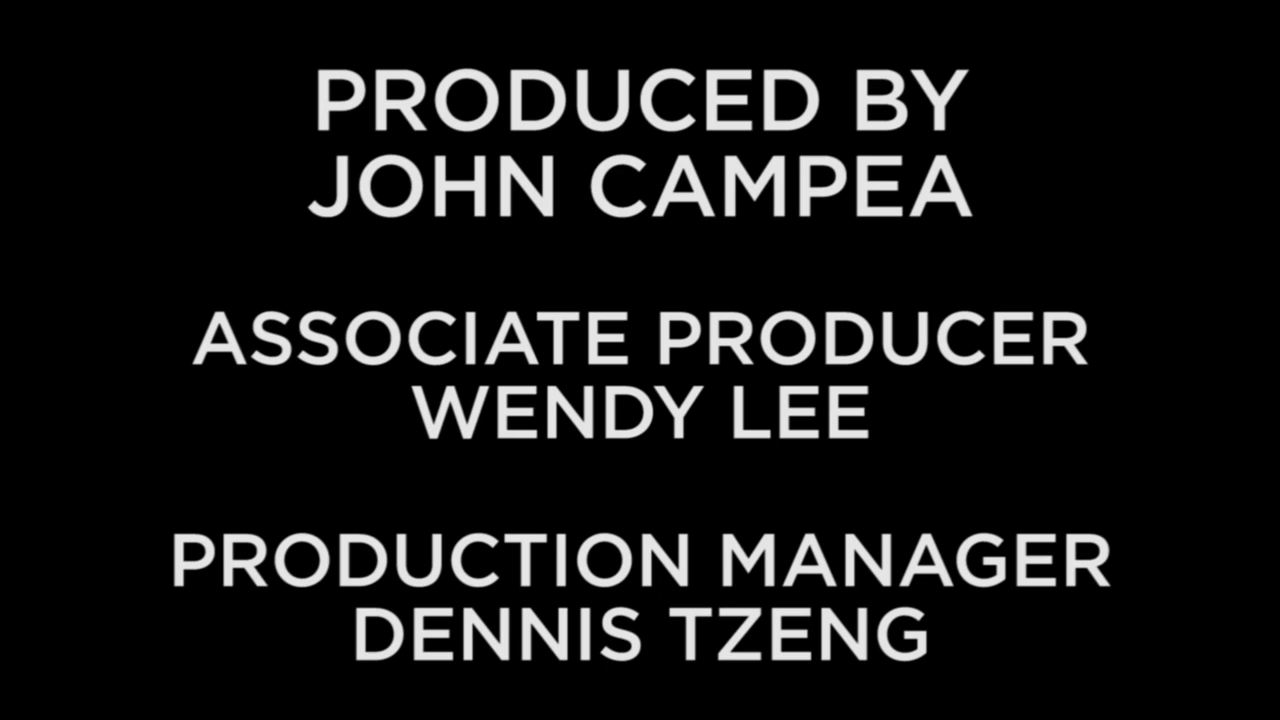 PRODUCED BY
JOHN CAMPEA
ASSOCIATE PRODUCER
WENDY LEE
PRODUCTION MANAGER
DENNIS TZENG